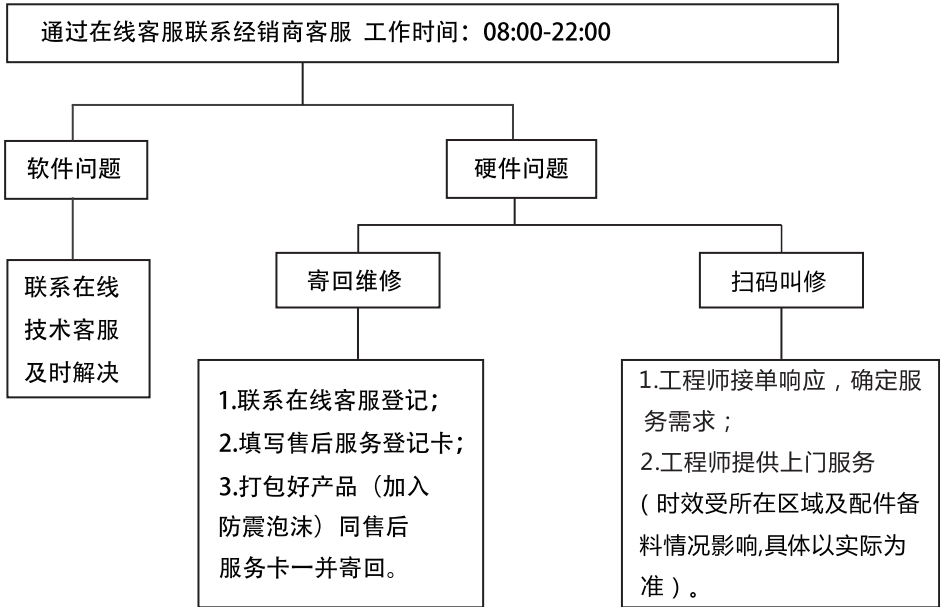 通过在线客服联系经销商客服 工作时间：08:00-22:00
软件问题
硬件问题
联系在线
技术客服
及时解决
寄回维修
扫码叫修
1.联系在线客服登记；
2.填写售后服务登记卡；
3.打包好产品（加入
防震泡沫）同售后
服务卡一并寄回。
1.工程师接单响应，确定服
务需求；
2.工程师提供上门服务
（时效受所在区域及配件备
料情况影响,具体以实际为
准）。